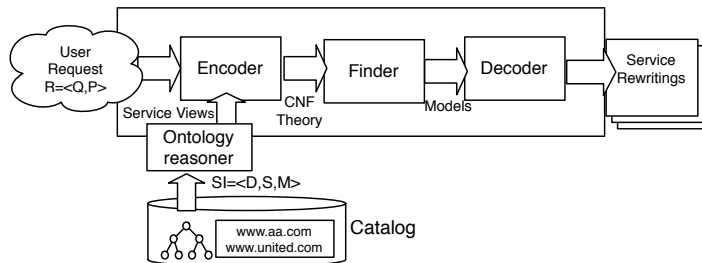 User
Request
R=<Q,P>
Encoder
CNF
Theory
Finder
Models
Decoder
Service
Rewritings
Service Views
Ontology
reasoner
SI=<D,S,M>
www.aa.com
www.united.com
Catalog